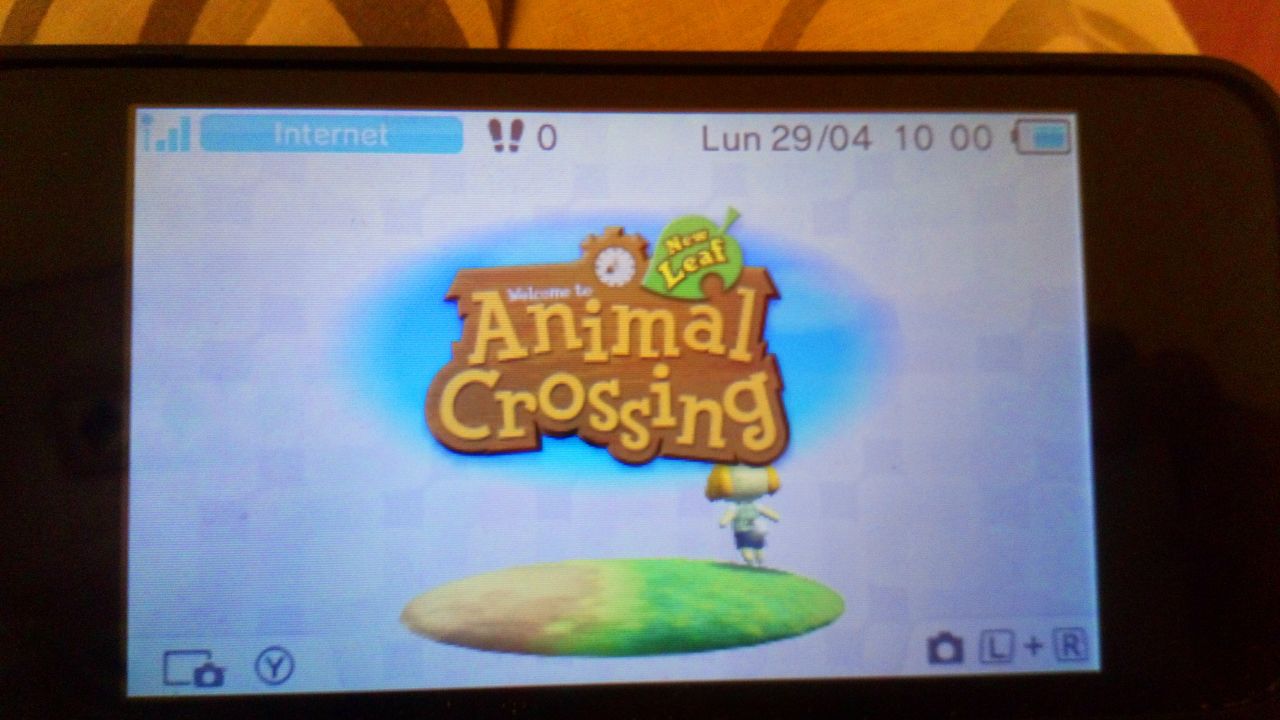 Internet
0
Lun 29/04 10 00
New
Leaf
Welcome to
Animal
Crossing
Y
L + R